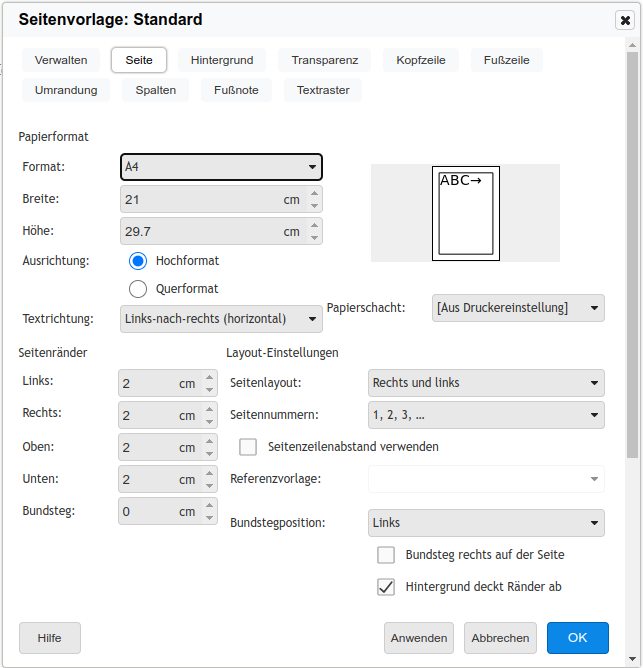 Seitenvorlage: Standard
Verwalten Seite Hintergrund Transparenz Kopfzeile Fußzeile
Umrandung Spalten Fußnote Textraster
Papierformat
Format: A4
ABC→
Breite: 21 cm
Höhe: 29.7 cm
Ausrichtung: Hochformat
Querformat
Textrichtung: Links-nach-rechts (horizontal) Papierschacht: [Aus Druckereinstellung]
Seitenränder Layout-Einstellungen
Links: 2 cm Seitenlayout: Rechts und links
Rechts: 2 cm Seitennummern: 1, 2, 3, ...
Oben: 2 cm Seitenzeilenabstand verwenden
Unten: 2 cm Referenzvorlage:
Bundsteg: 0 cm Bundstegposition: Links
Bundsteg rechts auf der Seite
Hintergrund deckt Ränder ab
Hilfe Anwenden Abbrechen OK